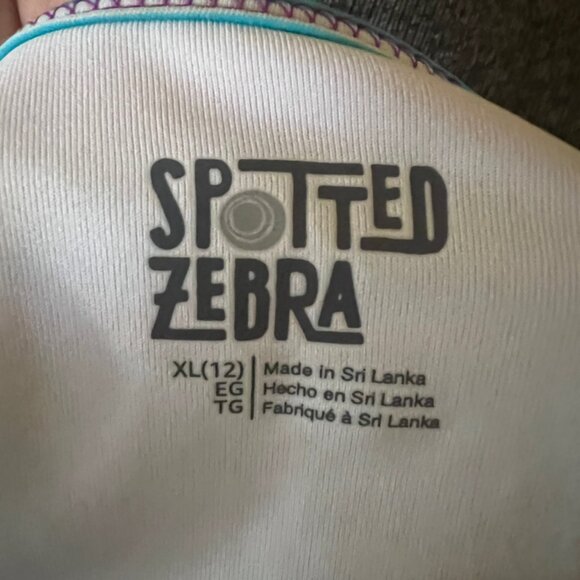 SPOTTED
ZEBRA
XL(12) Made in Sri Lanka
EG Hecho en Sri Lanka
TG Fabriqué à Sri Lanka